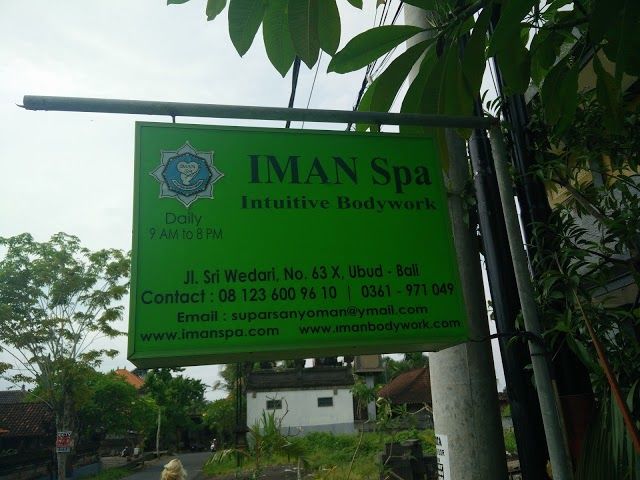 IMAN
IMAN Spa
Intuitive Bodywork
Daily
9 AM to 8 PM
Jl. Sri Wedari, No. 63 X, Ubud - Bali
Contact : 08 123 600 96 10 | 0361 - 971 049
Email : suparsanyoman@ymail.com
www.imanspa.com www.imanbodywork.com